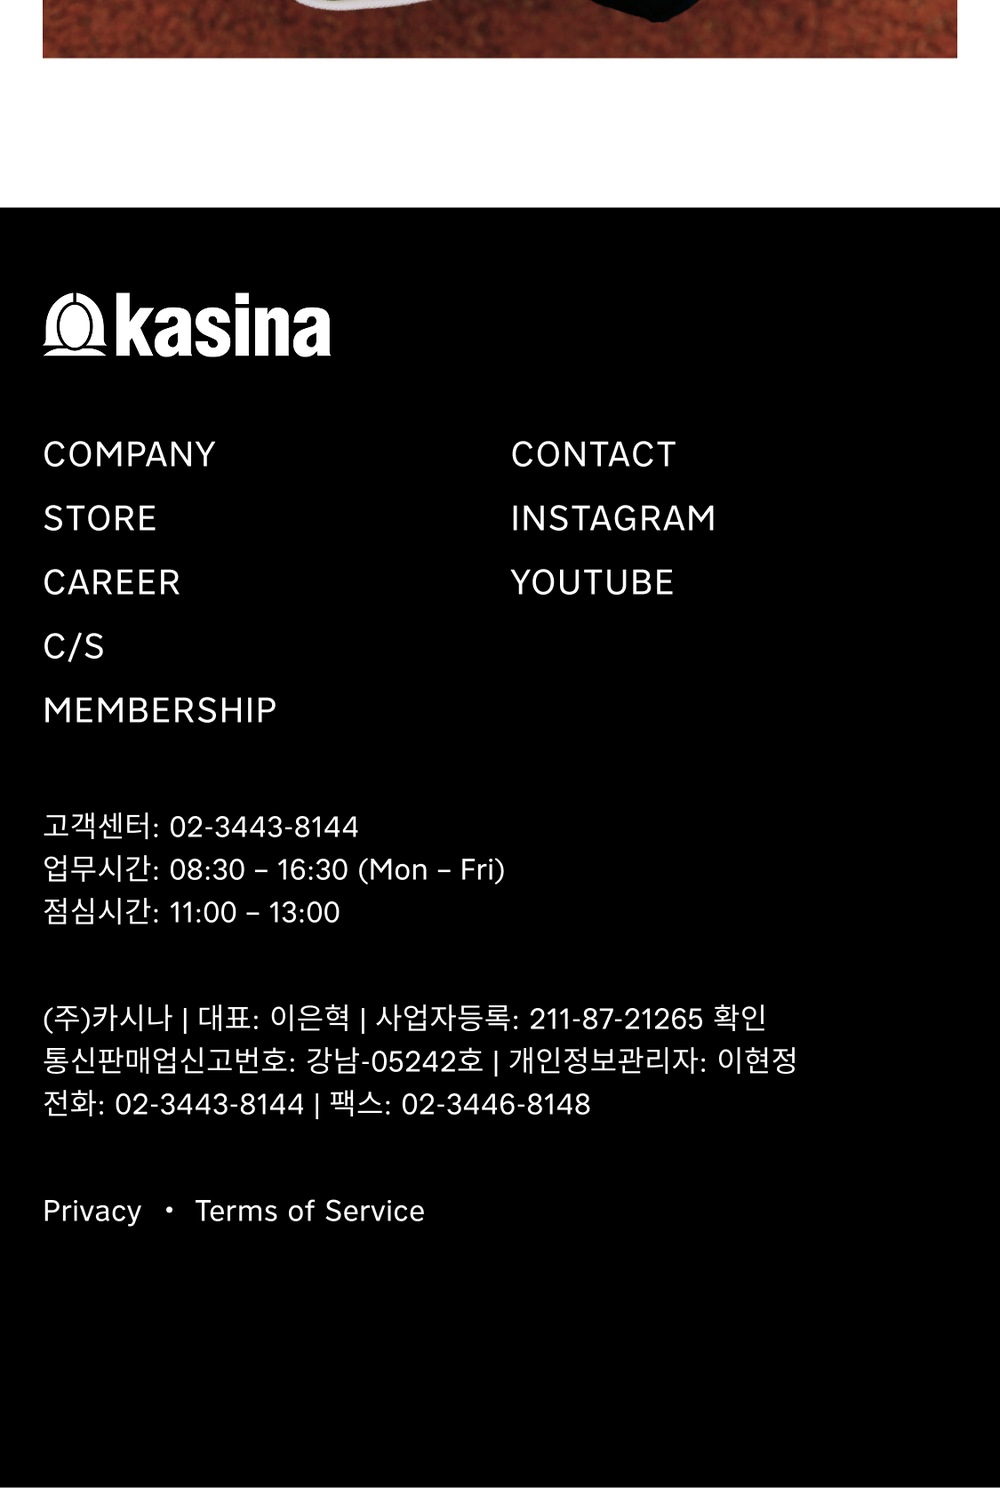 kasina
COMPANY
STORE
CAREER
C/S
MEMBERSHIP
CONTACT
INSTAGRAM
YOUTUBE
고객센터: 02-3443-8144
업무시간: 08:30 – 16:30 (Mon – Fri)
점심시간: 11:00 – 13:00
(주)카시나 | 대표: 이은혁 | 사업자등록: 211-87-21265 확인
통신판매업신고번호: 강남-05242호 | 개인정보관리자: 이현정
전화: 02-3443-8144 | 팩스: 02-3446-8148
Privacy • Terms of Service